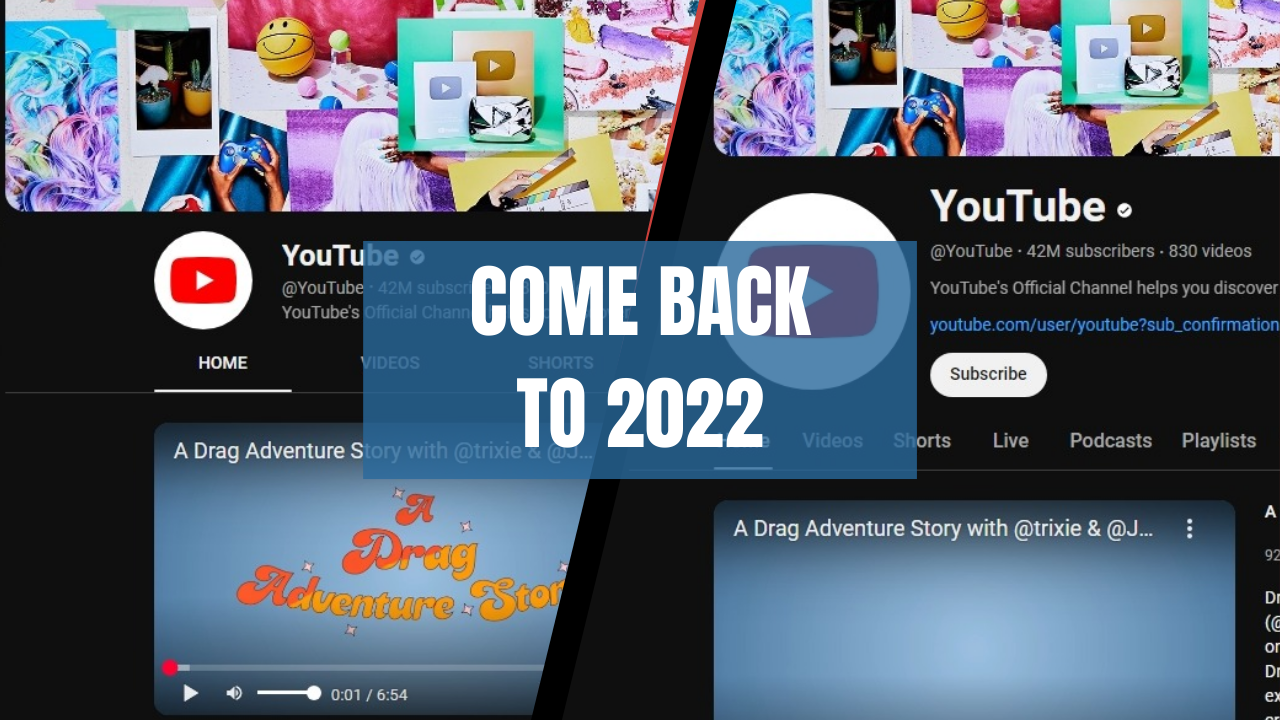 YouTube
@YouTube · 42M subscribers
YouTube's Official Channel
HOME VIDEOS SHORTS
A Drag Adventure Story with @trixie & @J...
A
Drag
Adventure Stor
0:01 / 6:54
COME BACK
TO 2022
YouTube
@YouTube · 42M subscribers · 830 videos
YouTube's Official Channel helps you discover
youtube.com/user/youtube?sub_confirmation
Subscribe
Home Videos Shorts Live Podcasts Playlists
A Drag Adventure Story with @trixie & @J...
A
92
Dr
(@
or
Dr
ex